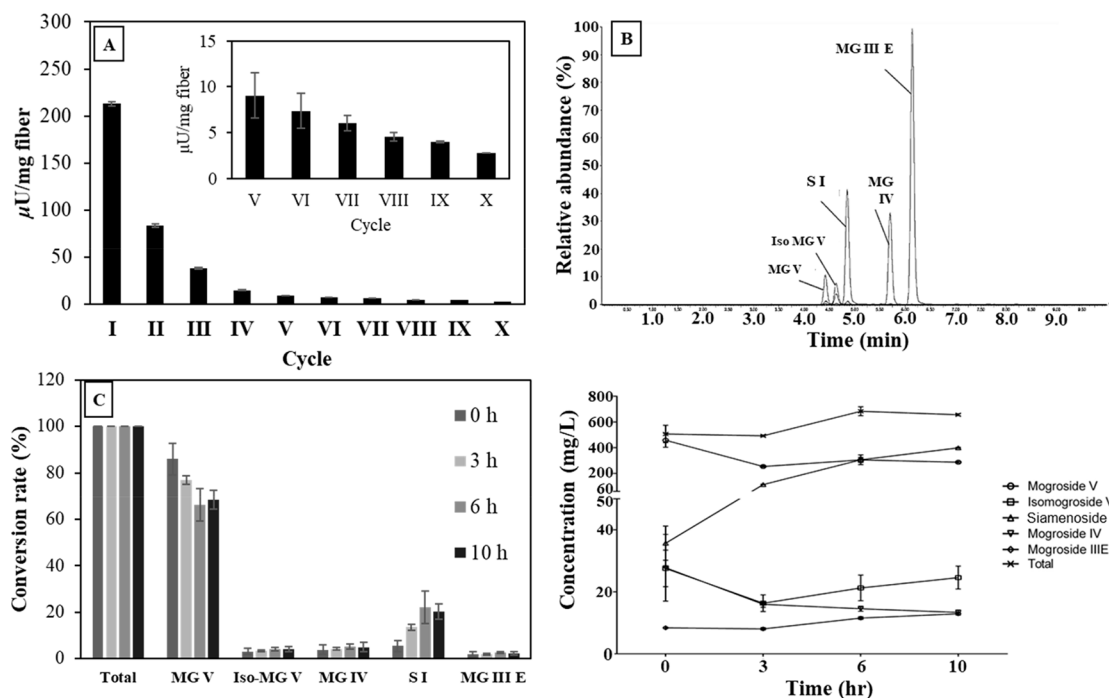 A
µU/mg fiber
300
250
200
150
100
50
0
I II III IV V VI VII VIII IX X
Cycle
µU/mg fiber
15
10
5
0
V VI VII VIII IX X
Cycle
B
Relative abundance (%)
100
90
80
70
60
50
40
30
20
10
0
MG III E
S I
MG
IV
Iso MG V
MG V
1.0 2.0 3.0 4.0 5.0 6.0 7.0 8.0 9.0
Time (min)
C
Conversion rate (%)
120
100
80
60
40
20
0
0 h
3 h
6 h
10 h
Total MG V Iso-MG V MG IV S I MG III E
Concentration (mg/L)
800
600
400
200
60
50
40
20
0
0 3 6 10
Time (hr)
Mogroside V
Isomogroside V
Siamenoside
Mogroside IV
Mogroside IIIE
Total